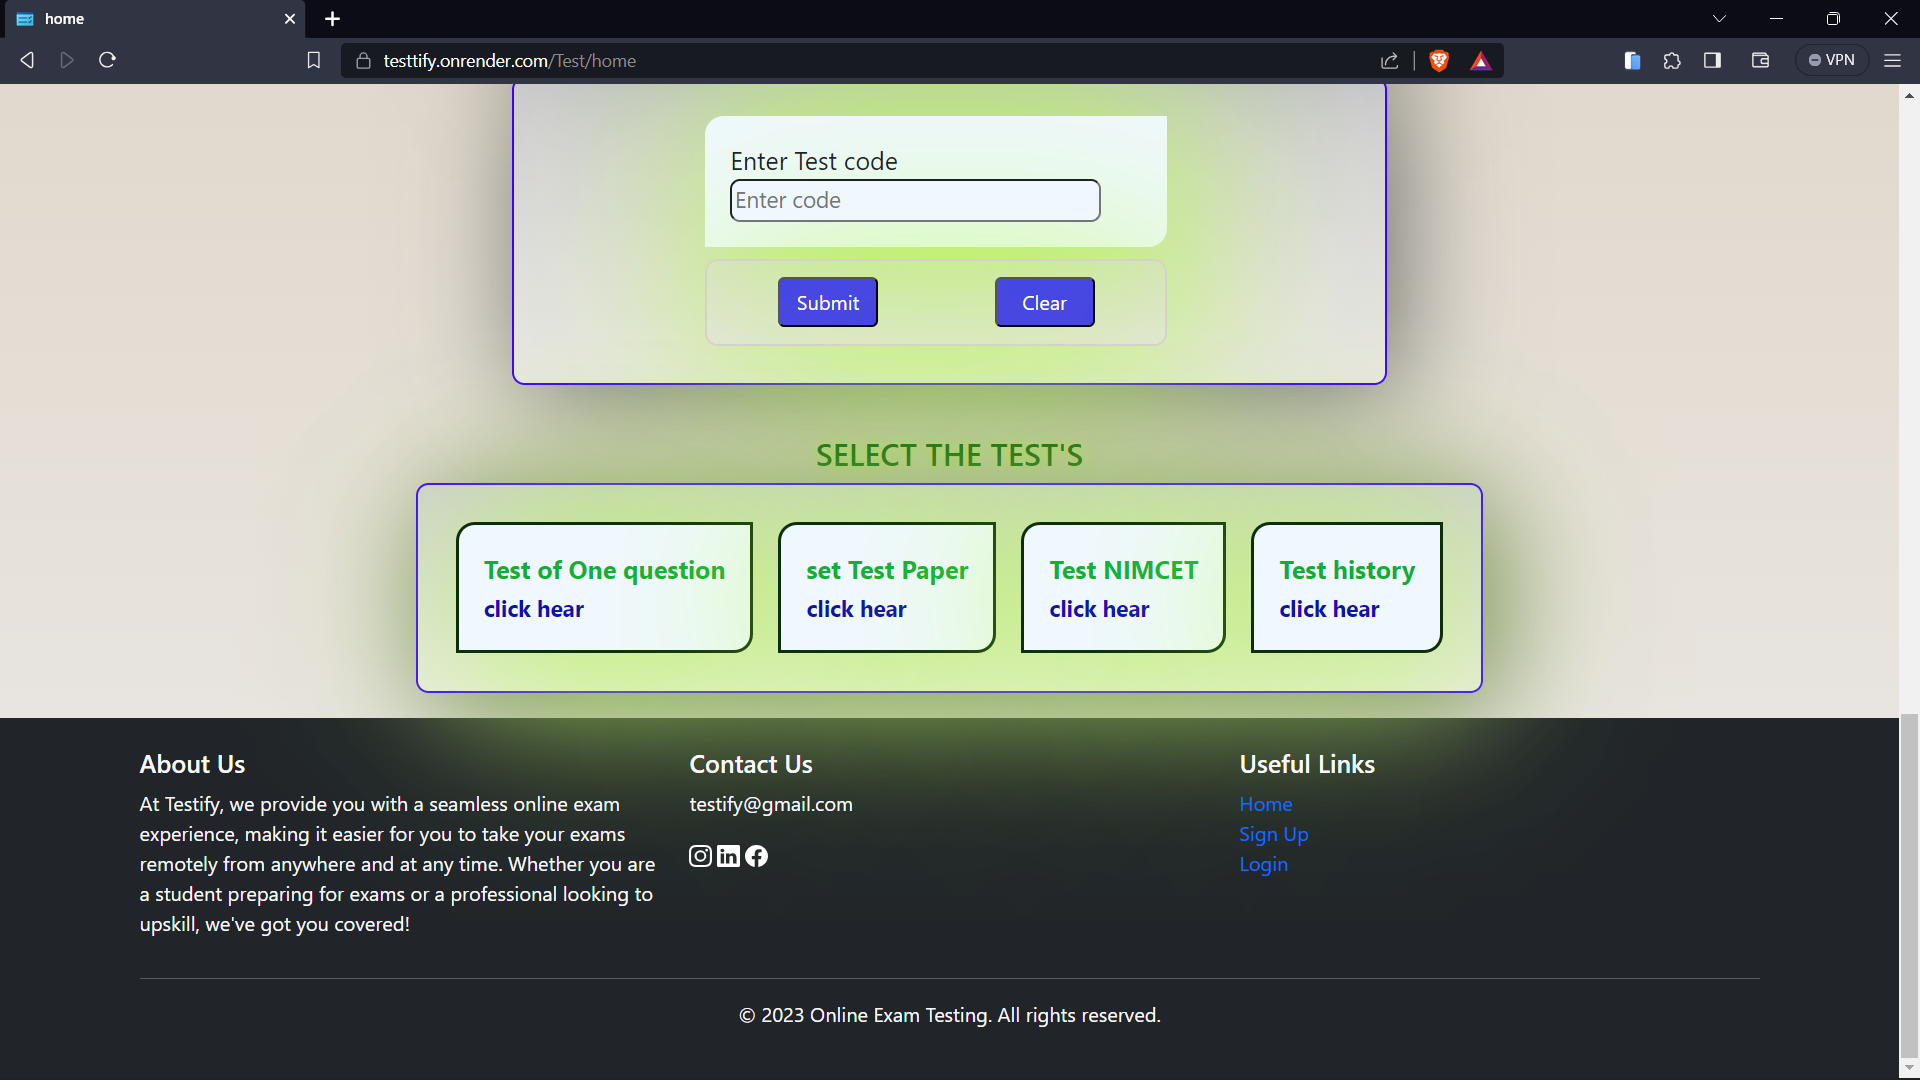 home
testtify.onrender.com/Test/home
VPN
Enter Test code
Enter code
Submit
Clear
SELECT THE TEST'S
Test of One question
click hear
set Test Paper
click hear
Test NIMCET
click hear
Test history
click hear
About Us
At Testify, we provide you with a seamless online exam
experience, making it easier for you to take your exams
remotely from anywhere and at any time. Whether you are
a student preparing for exams or a professional looking to
upskill, we've got you covered!
Contact Us
testify@gmail.com
Useful Links
Home
Sign Up
Login
© 2023 Online Exam Testing. All rights reserved.